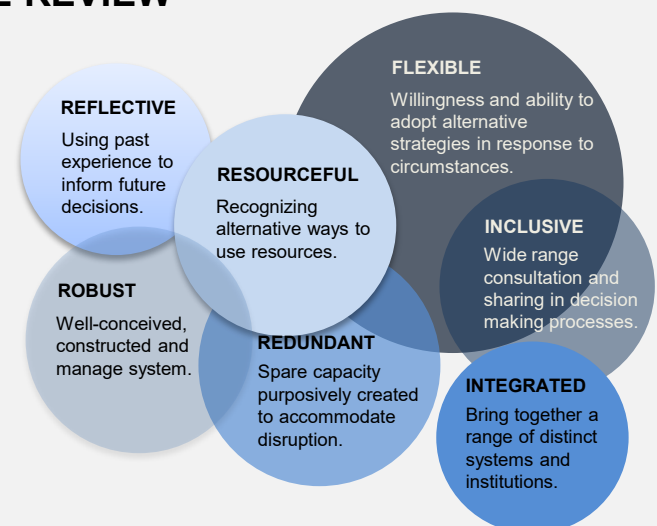 E REVIEW
FLEXIBLE
Willingness and ability to
adopt alternative
strategies in response to
circumstances.
REFLECTIVE
Using past
experience to
inform future
decisions.
RESOURCEFUL
Recognizing
alternative ways to
use resources.
INCLUSIVE
Wide range
consultation and
sharing in decision
making processes.
ROBUST
Well-conceived,
constructed and
manage system.
REDUNDANT
Spare capacity
purposively created
to accommodate
disruption.
INTEGRATED
Bring together a
range of distinct
systems and
institutions.